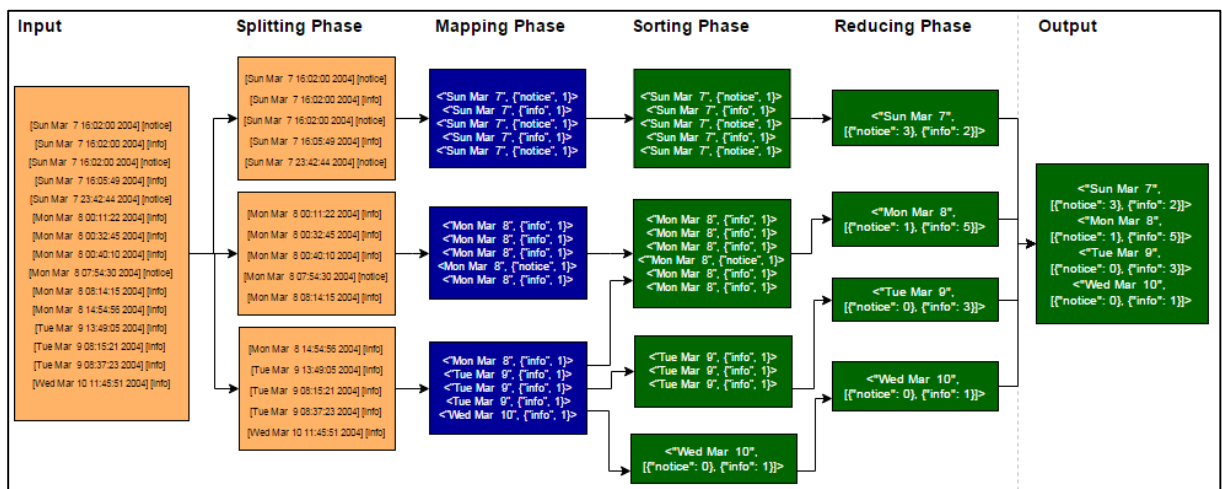 Input
Splitting Phase
Mapping Phase
Sorting Phase
Reducing Phase
Output
[Sun Mar 7 16:02:00 2004] [notice]
[Sun Mar 7 16:02:00 2004] [info]
[Sun Mar 7 16:02:00 2004] [notice]
[Sun Mar 7 16:05:49 2004] [info]
[Sun Mar 7 23:42:44 2004] [notice]
[Mon Mar 8 00:11:22 2004] [info]
[Mon Mar 8 00:32:45 2004] [info]
[Mon Mar 8 00:40:10 2004] [info]
[Mon Mar 8 07:54:30 2004] [notice]
[Mon Mar 8 08:14:15 2004] [info]
[Mon Mar 8 14:54:56 2004] [info]
[Tue Mar 9 13:49:05 2004] [info]
[Tue Mar 9 08:15:21 2004] [info]
[Tue Mar 9 08:37:23 2004] [info]
[Wed Mar 10 11:45:51 2004] [info]
[Sun Mar 7 16:02:00 2004] [notice]
[Sun Mar 7 16:02:00 2004] [info]
[Sun Mar 7 16:02:00 2004] [notice]
[Sun Mar 7 16:05:49 2004] [info]
[Sun Mar 7 23:42:44 2004] [notice]
[Mon Mar 8 00:11:22 2004] [info]
[Mon Mar 8 00:32:45 2004] [info]
[Mon Mar 8 00:40:10 2004] [info]
[Mon Mar 8 07:54:30 2004] [notice]
[Mon Mar 8 08:14:15 2004] [info]
[Mon Mar 8 14:54:56 2004] [info]
[Tue Mar 9 13:49:05 2004] [info]
[Tue Mar 9 08:15:21 2004] [info]
[Tue Mar 9 08:37:23 2004] [info]
[Wed Mar 10 11:45:51 2004] [info]
<"Sun Mar 7", {"notice", 1}>
<"Sun Mar 7", {"info", 1}>
<"Sun Mar 7", {"notice", 1}>
<"Sun Mar 7", {"info", 1}>
<"Sun Mar 7", {"notice", 1}>
<"Mon Mar 8", {"info", 1}>
<"Mon Mar 8", {"info", 1}>
<"Mon Mar 8", {"info", 1}>
<Mon Mar 8", {"notice", 1}>
<"Mon Mar 8", {"info", 1}>
<"Mon Mar 8", {"info", 1}>
<"Tue Mar 9", {"info", 1}>
<"Tue Mar 9", {"info", 1}>
<Tue Mar 9", {"info", 1}>
<"Wed Mar 10", {"info", 1}>
<"Sun Mar 7", {"notice", 1}>
<"Sun Mar 7", {"info", 1}>
<"Sun Mar 7", {"notice", 1}>
<"Sun Mar 7", {"info", 1}>
<"Sun Mar 7", {"notice", 1}>
<"Mon Mar 8", {"info", 1}>
<"Mon Mar 8", {"info", 1}>
<"Mon Mar 8", {"info", 1}>
<"Mon Mar 8", {"notice", 1}>
<"Mon Mar 8", {"info", 1}>
<"Mon Mar 8", {"info", 1}>
<"Tue Mar 9", {"info", 1}>
<"Tue Mar 9", {"info", 1}>
<"Tue Mar 9", {"info", 1}>
<"Wed Mar 10",
[{"notice": 0}, {"info": 1}]>
<"Sun Mar 7",
[{"notice": 3}, {"info": 2}]>
<"Mon Mar 8",
[{"notice": 1}, {"info": 5}]>
<"Tue Mar 9",
[{"notice": 0}, {"info": 3}]>
<"Wed Mar 10",
[{"notice": 0}, {"info": 1}]>
<"Sun Mar 7",
[{"notice": 3}, {"info": 2}]>
<"Mon Mar 8",
[{"notice": 1}, {"info": 5}]>
<"Tue Mar 9",
[{"notice": 0}, {"info": 3}]>
<"Wed Mar 10",
[{"notice": 0}, {"info": 1}]>